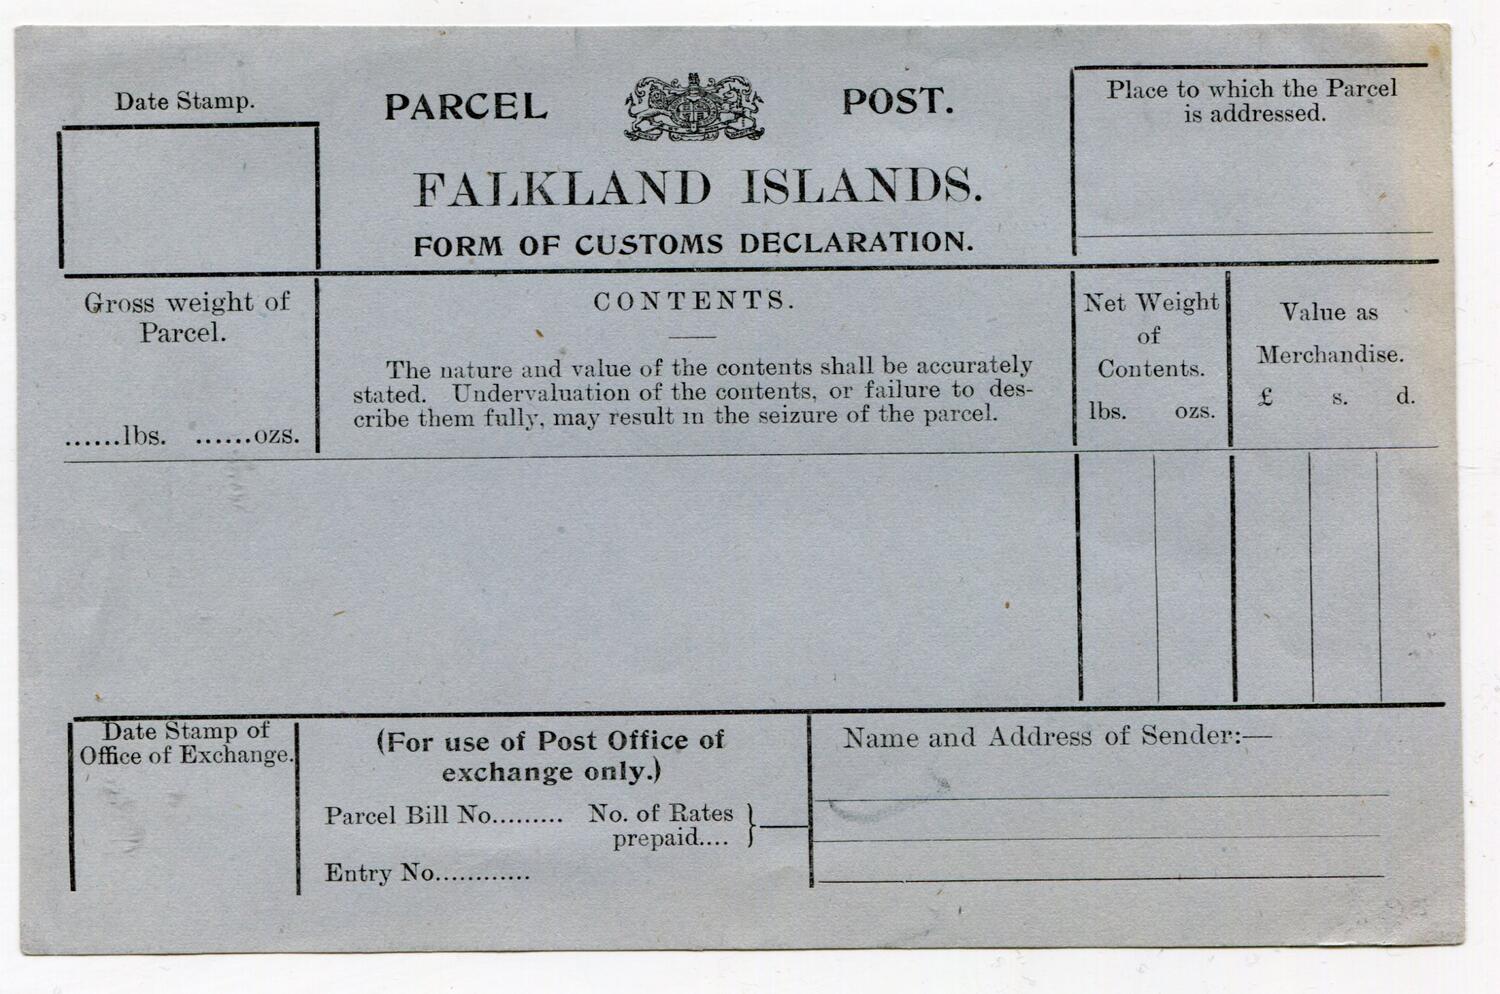 Date Stamp.
PARCEL POST.
Place to which the Parcel
is addressed.
FALKLAND ISLANDS.
FORM OF CUSTOMS DECLARATION.
Gross weight of
Parcel.
......lbs. ......ozs.
CONTENTS.
The nature and value of the contents shall be accurately
stated. Undervaluation of the contents, or failure to des-
cribe them fully, may result in the seizure of the parcel.
Net Weight
of
Contents.
lbs. ozs.
Value as
Merchandise.
£ s. d.
Date Stamp of
Office of Exchange.
(For use of Post Office of
exchange only.)
Parcel Bill No......... No. of Rates
prepaid....
Entry No............
Name and Address of Sender:—